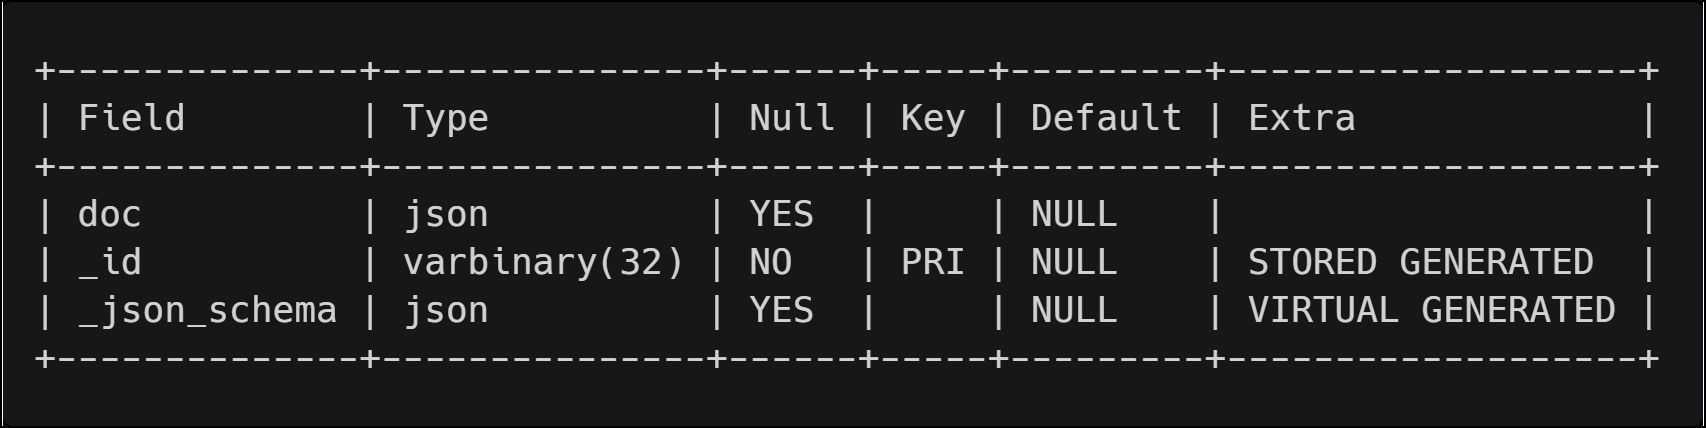 +--------------+---------------+------+-----+---------+-------------------+
| Field        | Type          | Null | Key | Default | Extra             |
+--------------+---------------+------+-----+---------+-------------------+
| doc          | json          | YES  |     | NULL    |                   |
| _id          | varbinary(32) | NO   | PRI | NULL    | STORED GENERATED  |
| _json_schema | json          | YES  |     | NULL    | VIRTUAL GENERATED |
+--------------+---------------+------+-----+---------+-------------------+